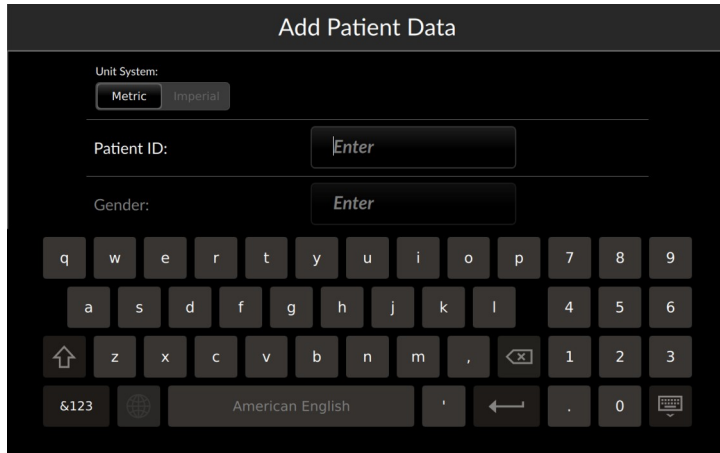 Add Patient Data
Unit System:
Metric Imperial
Patient ID: Enter
Gender: Enter
q w e r t y u i o p 7 8 9
a s d f g h j k l 4 5 6
z x c v b n m , 1 2 3
&123 American English ' . 0